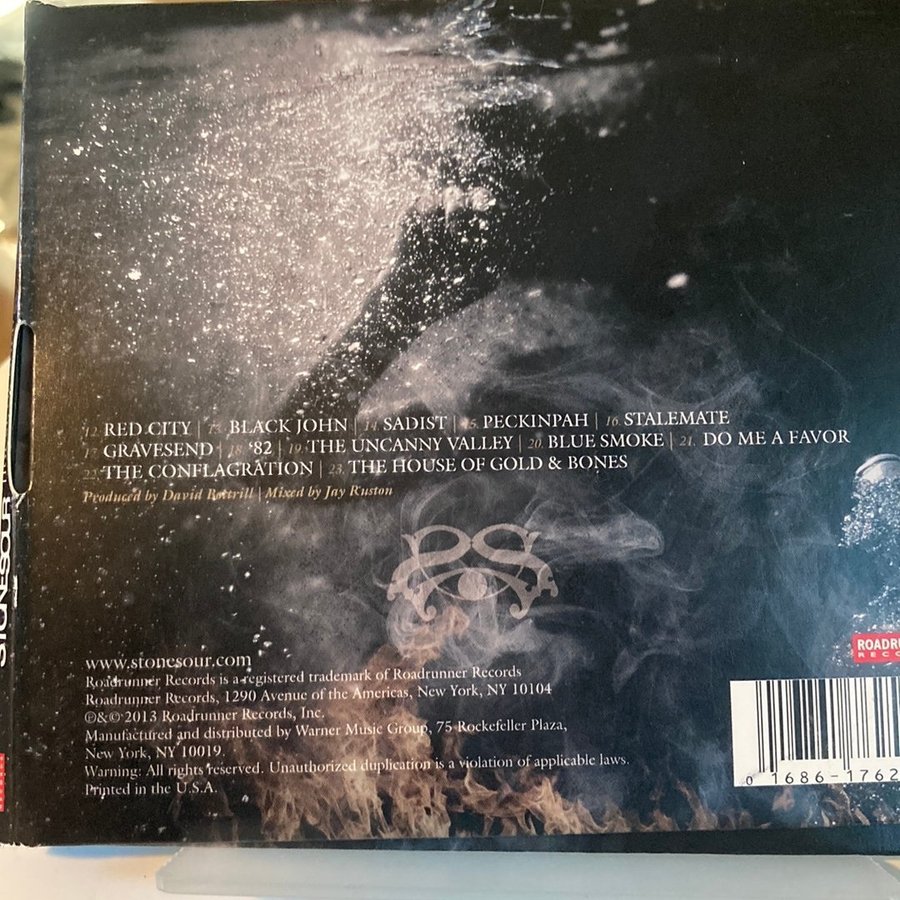 12. RED CITY | 13. BLACK JOHN | 14. SADIST | 15. PECKINPAH | 16. STALEMATE
17. GRAVESEND | 18. '82 | 19. THE UNCANNY VALLEY | 20. BLUE SMOKE | 21. DO ME A FAVOR
22. THE CONFLAGRATION | 23. THE HOUSE OF GOLD & BONES
Produced by David Bottrill | Mixed by Jay Ruston
STONESOUR
www.stonesour.com
Roadrunner Records is a registered trademark of Roadrunner Records
Roadrunner Records, 1290 Avenue of the Americas, New York, NY 10104
℗&© 2013 Roadrunner Records, Inc.
Manufactured and distributed by Warner Music Group, 75 Rockefeller Plaza,
New York, NY 10019.
Warning: All rights reserved. Unauthorized duplication is a violation of applicable laws.
Printed in the U.S.A.
ROADRU
RECO
0 1686-1762